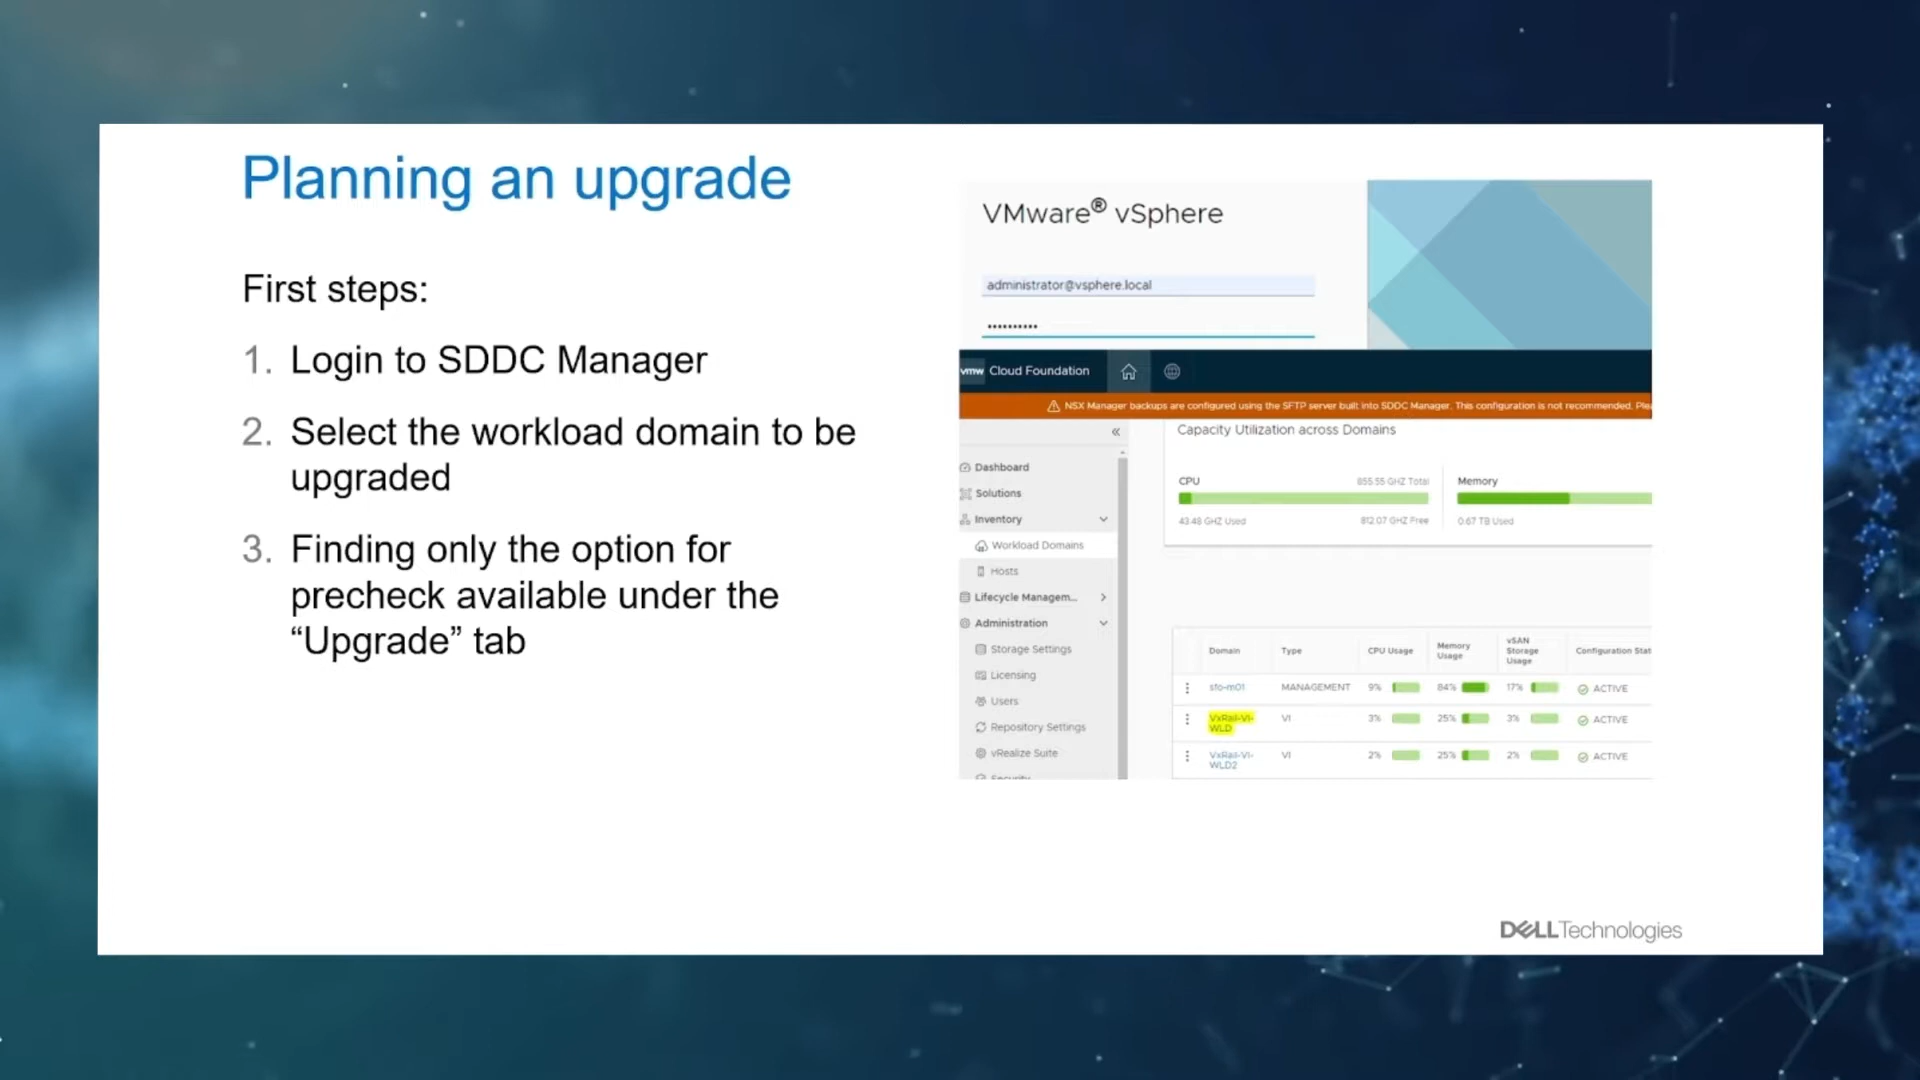 Planning an upgrade
First steps:
1. Login to SDDC Manager
2. Select the workload domain to be
upgraded
3. Finding only the option for
precheck available under the
“Upgrade” tab
VMware® vSphere
administrator@vsphere.local
••••••••••
vmw Cloud Foundation
NSX Manager backups are configured using the SFTP server built into SDDC Manager. This configuration is not recommended.
Capacity Utilization across Domains
Dashboard
Solutions
Inventory
Workload Domains
Hosts
Lifecycle Managem...
Administration
Storage Settings
Licensing
Users
Repository Settings
vRealize Suite
Security
CPU 855.55 GHZ Total
43.48 GHZ Used 812.07 GHZ Free
Memory
0.67 TB Used
Domain Type CPU Usage Memory Usage vSAN Storage Usage Configuration Stat
sfo-m01 MANAGEMENT 9% 84% 17% ACTIVE
VxRail-VI-
WLD VI 3% 25% 3% ACTIVE
VxRail-VI-
WLD2 VI 2% 25% 2% ACTIVE
DELLTechnologies